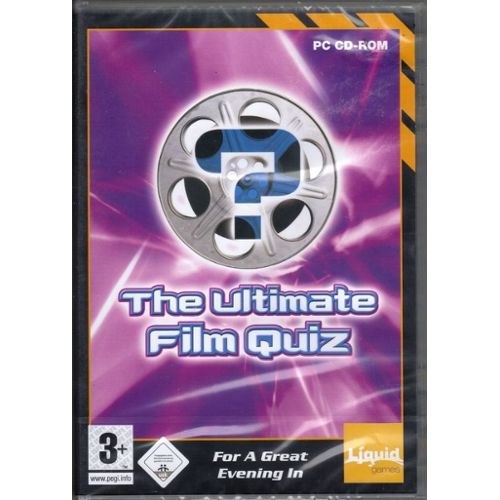 PC CD-ROM
?
The Ultimate
Film Quiz
3+
www.pegi.info
For A Great
Evening In
Liquid
games